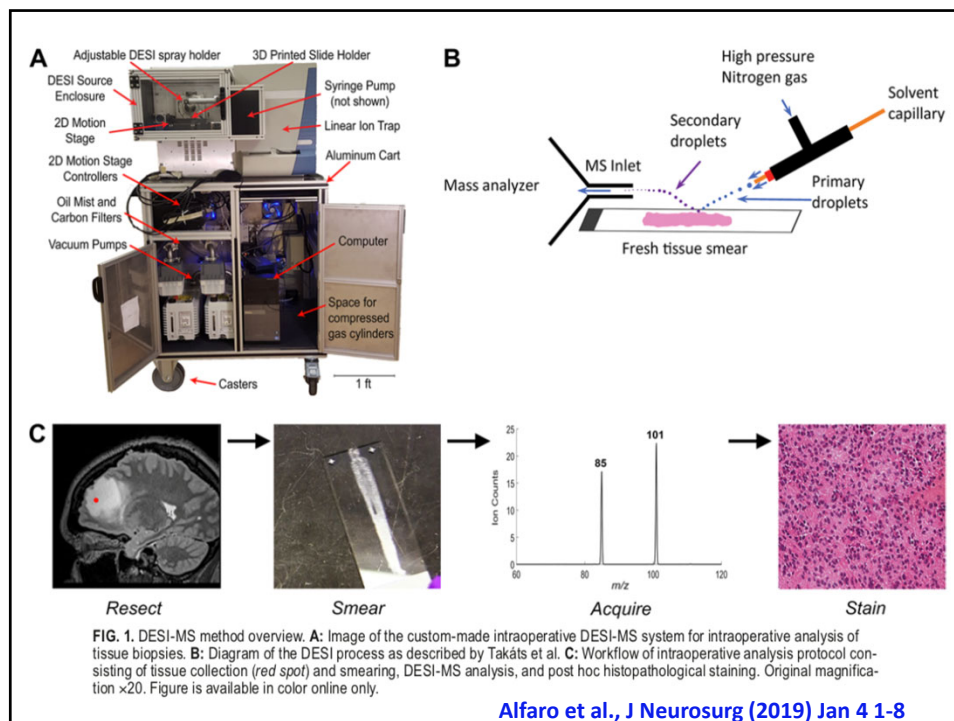 A
Adjustable DESI spray holder
3D Printed Slide Holder
DESI Source
Enclosure
2D Motion
Stage
2D Motion Stage
Controllers
Oil Mist and
Carbon Filters
Vacuum Pumps
Syringe Pump
(not shown)
Linear Ion Trap
Aluminum Cart
Computer
Space for
compressed
gas cylinders
Casters
1 ft
B
High pressure
Nitrogen gas
Solvent
capillary
Secondary
droplets
MS Inlet
Mass analyzer
Primary
droplets
Fresh tissue smear
C
Resect
Smear
25
20
15
10
5
0
Ion Counts
85
101
60
80
100
120
m/z
Acquire
Stain
FIG. 1. DESI-MS method overview. A: Image of the custom-made intraoperative DESI-MS system for intraoperative analysis of
tissue biopsies. B: Diagram of the DESI process as described by Takáts et al. C: Workflow of intraoperative analysis protocol con-
sisting of tissue collection (red spot) and smearing, DESI-MS analysis, and post hoc histopathological staining. Original magnifica-
tion ×20. Figure is available in color online only.
Alfaro et al., J Neurosurg (2019) Jan 4 1-8